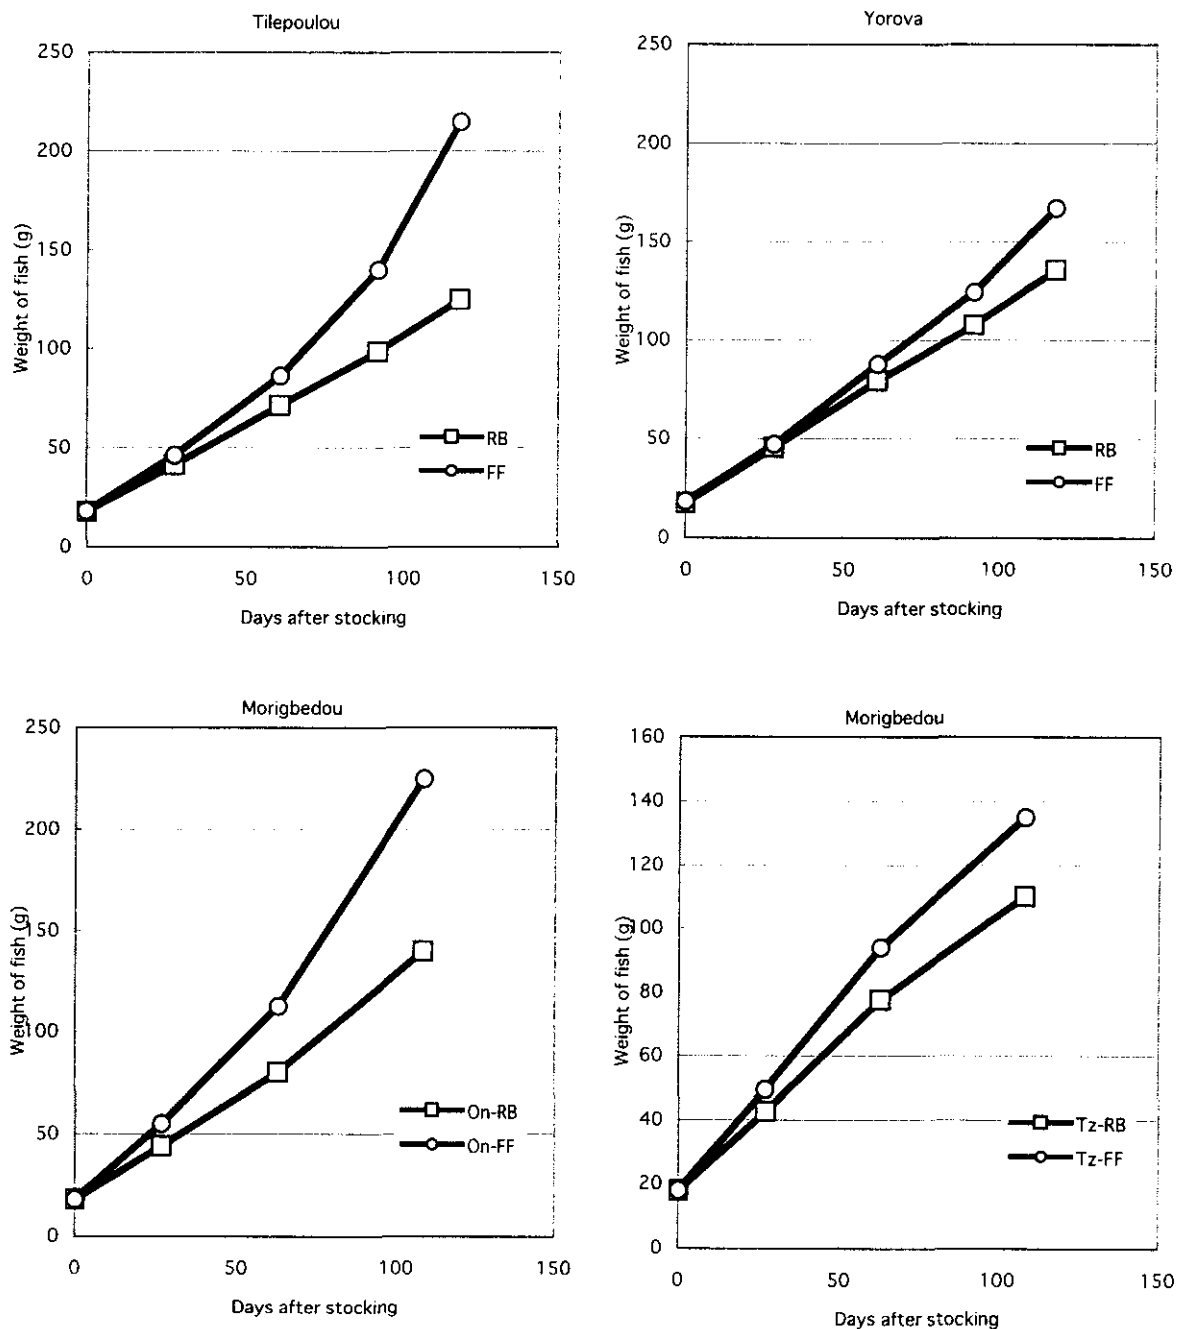 Tilepoulou
250
200
150
100
50
0
Weight of fish (g)
RB
FF
0 50 100 150
Days after stocking
Yorova
250
200
150
100
50
0
Weight of fish (g)
RB
FF
0 50 100 150
Days after stocking
Morigbedou
250
200
150
100
50
0
Weight of fish (g)
On-RB
On-FF
0 50 100 150
Days after stocking
Morigbedou
160
140
120
100
80
60
40
20
0
Weight of fish (g)
Tz-RB
Tz-FF
0 50 100 150
Days after stocking